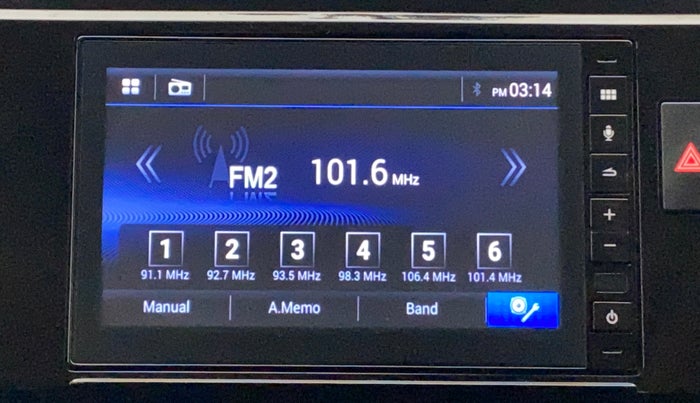 PM 03:14
FM2 101.6 MHz
1 2 3 4 5 6
91.1 MHz 92.7 MHz 93.5 MHz 98.3 MHz 106.4 MHz 101.4 MHz
Manual A.Memo Band